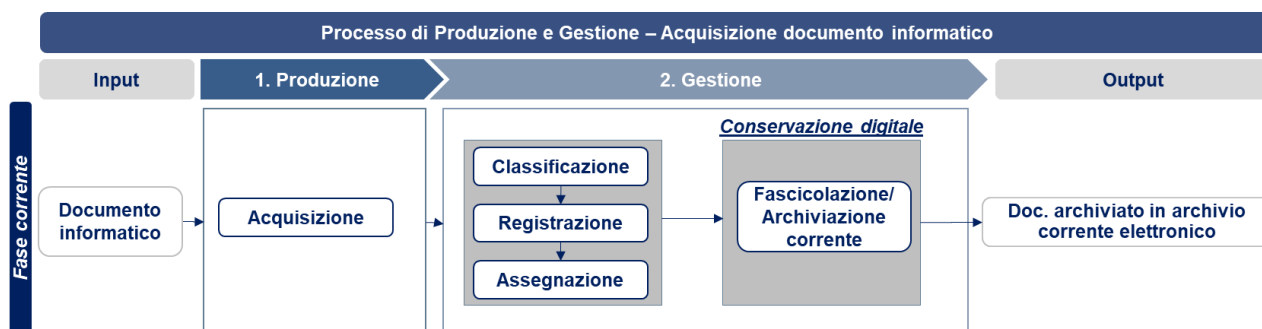 Processo di Produzione e Gestione – Acquisizione documento informatico
Input
1. Produzione
2. Gestione
Output
Fase corrente
Documento
informatico
Acquisizione
Classificazione
Registrazione
Assegnazione
Conservazione digitale
Fascicolazione/
Archiviazione
corrente
Doc. archiviato in archivio
corrente elettronico